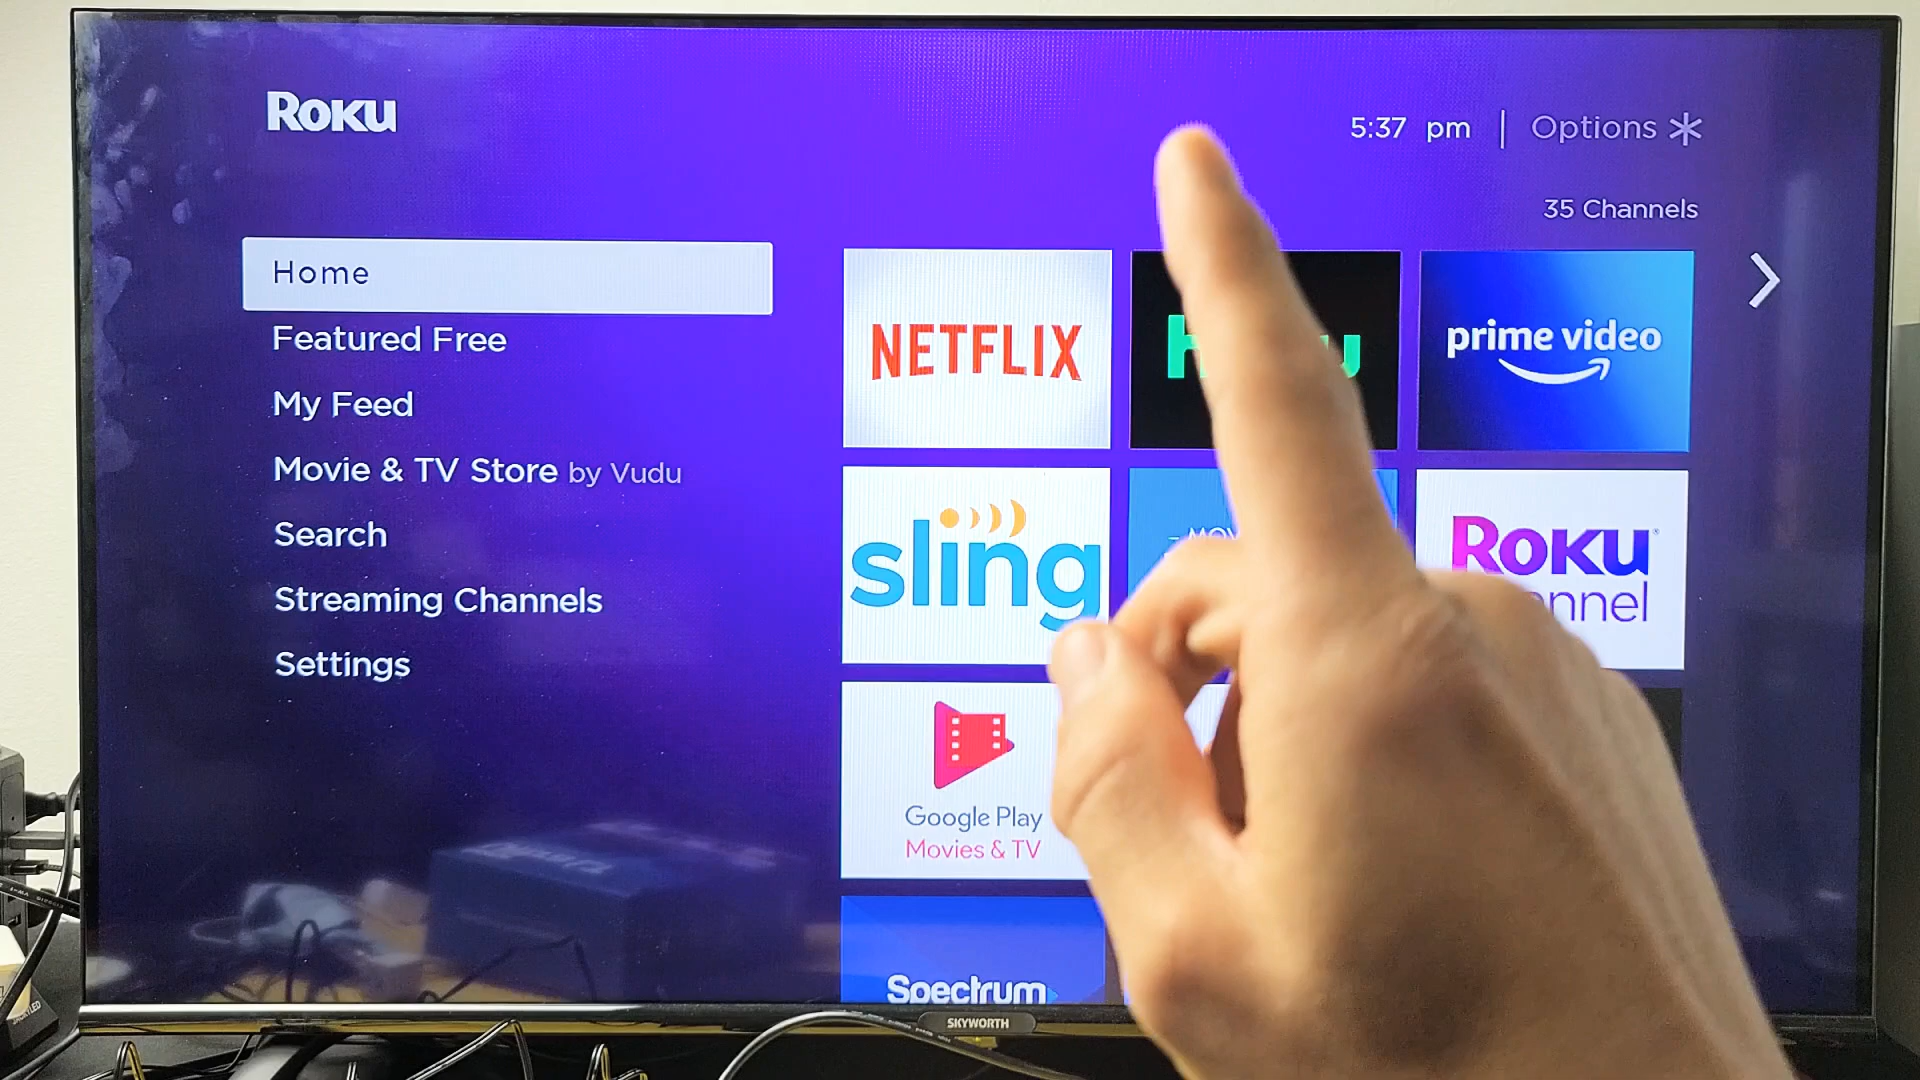 ROKU
5:37 pm | Options
35 Channels
Home
Featured Free
My Feed
Movie & TV Store by Vudu
Search
Streaming Channels
Settings
NETFLIX
prime video
sling
ROKU
Google Play
Movies & TV
Spectrum
SKYWORTH